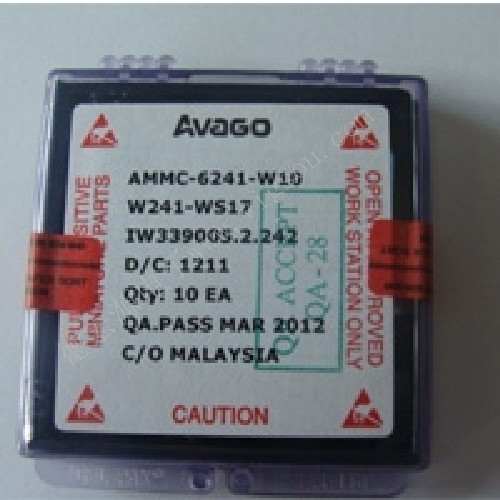 AVAGO
AMMC-6241-W10
W241-WS17
IW33900S.2.242
D/C: 1211
Qty: 10 EA
QA.PASS MAR 2012
C/O MALAYSIA
CAUTION
WORK STATION ONLY
QA ACCEPT
QA-28